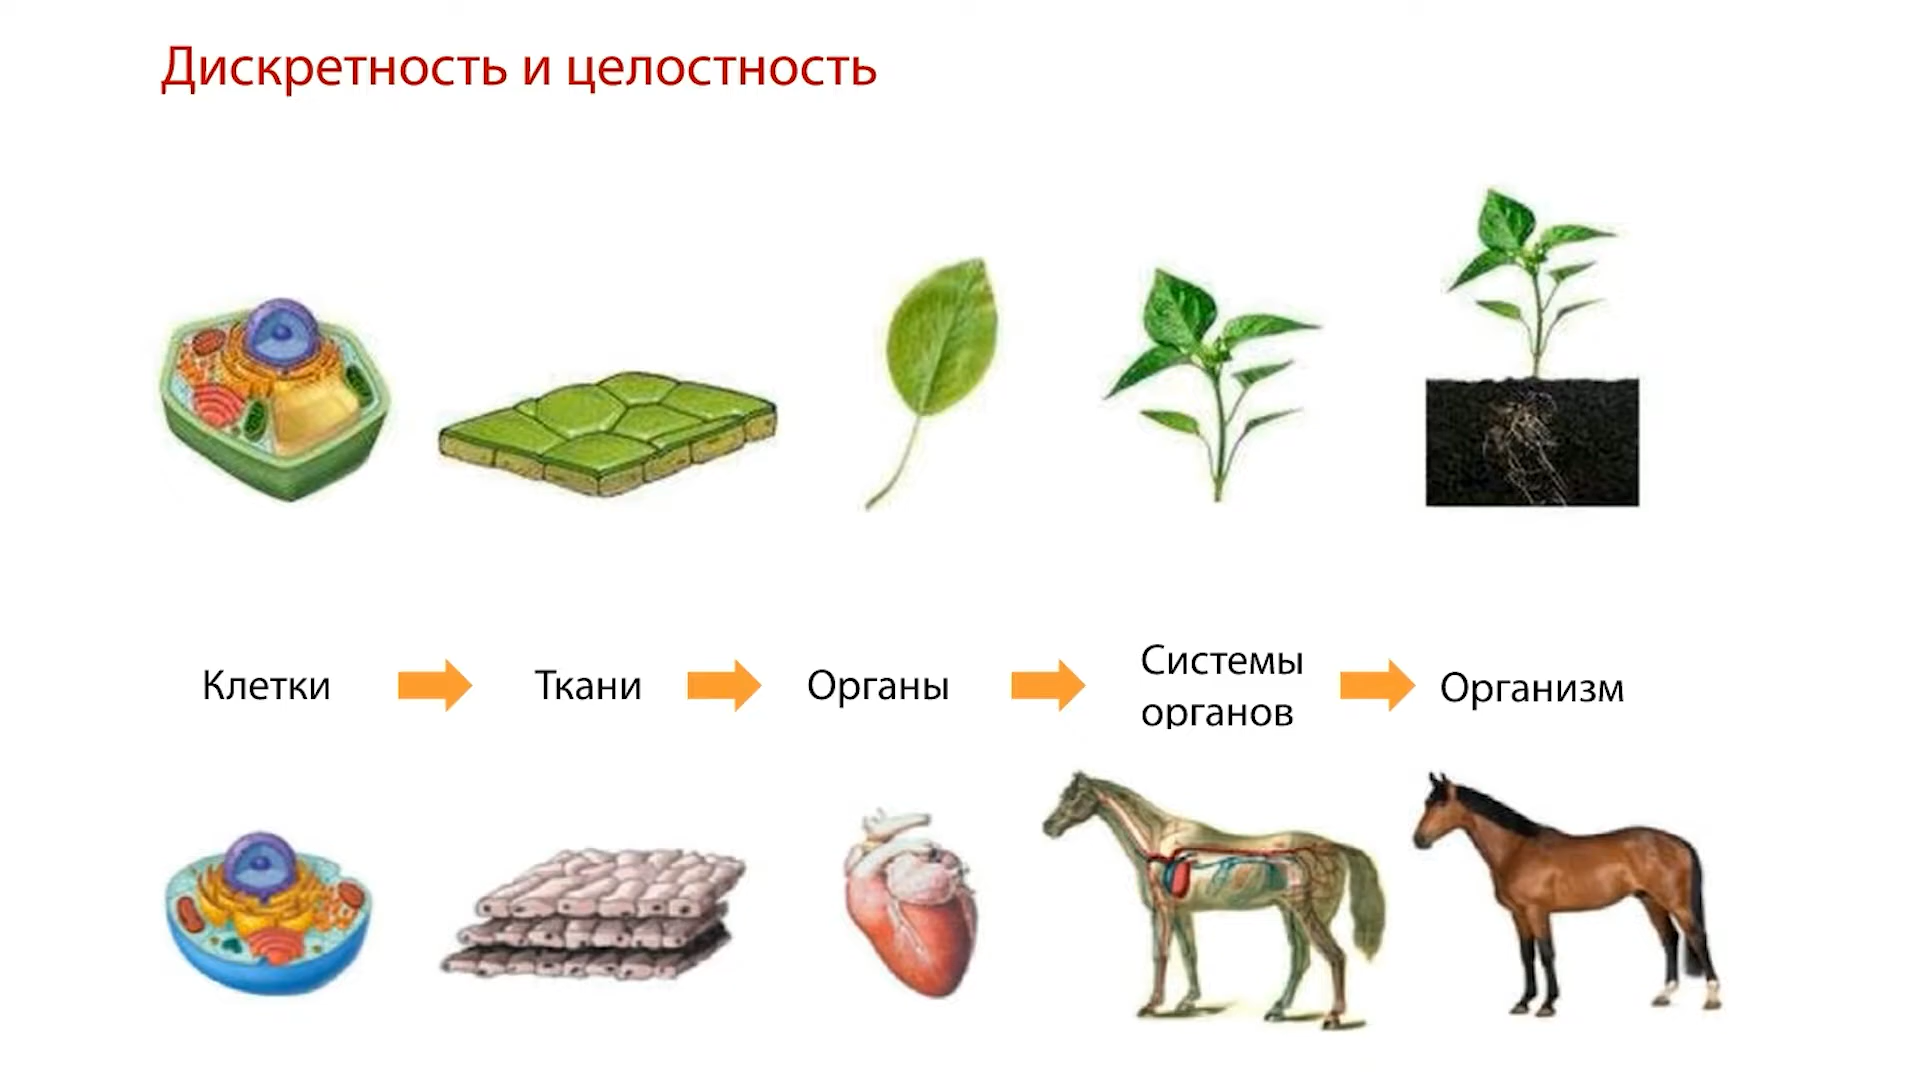 Дискретность и целостность
Клетки
Ткани
Органы
Системы
органов
Организм